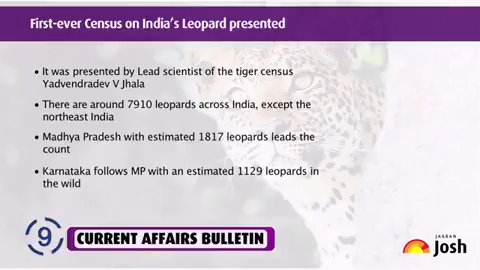 First-ever Census on India's Leopard presented
• It was presented by Lead scientist of the tiger census
Yadvendradev V Jhala
• There are around 7910 leopards across India, except the
northeast India
• Madhya Pradesh with estimated 1817 leopards leads the
count
• Karnataka follows MP with an estimated 1129 leopards in
the wild
9 CURRENT AFFAIRS BULLETIN
JAGRAN
Josh